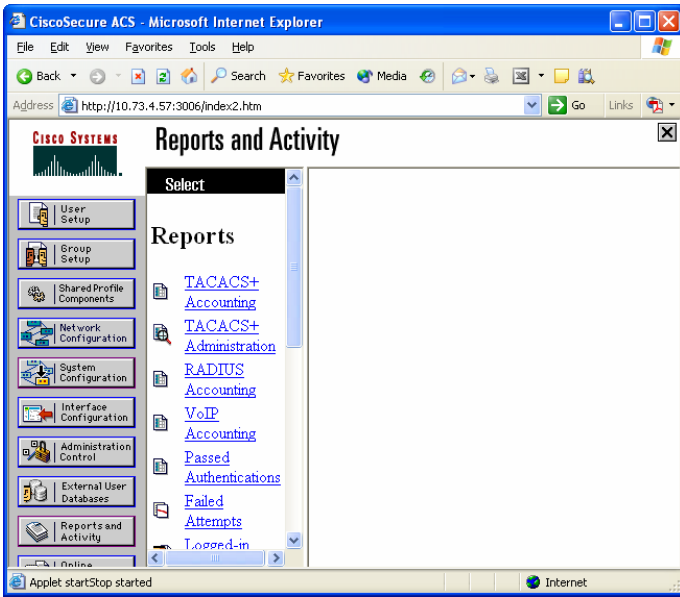 CiscoSecure ACS - Microsoft Internet Explorer
File Edit View Favorites Tools Help
Back Search Favorites Media
Address http://10.73.4.57:3006/index2.htm Go Links
CISCO SYSTEMS
Reports and Activity
Select
User
Setup
Group
Setup
Shared Profile
Components
Network
Configuration
System
Configuration
Interface
Configuration
Administration
Control
External User
Databases
Reports and
Activity
Online
Reports
TACACS+
Accounting
TACACS+
Administration
RADIUS
Accounting
VoIP
Accounting
Passed
Authentications
Failed
Attempts
Logged-in
Applet startStop started
Internet